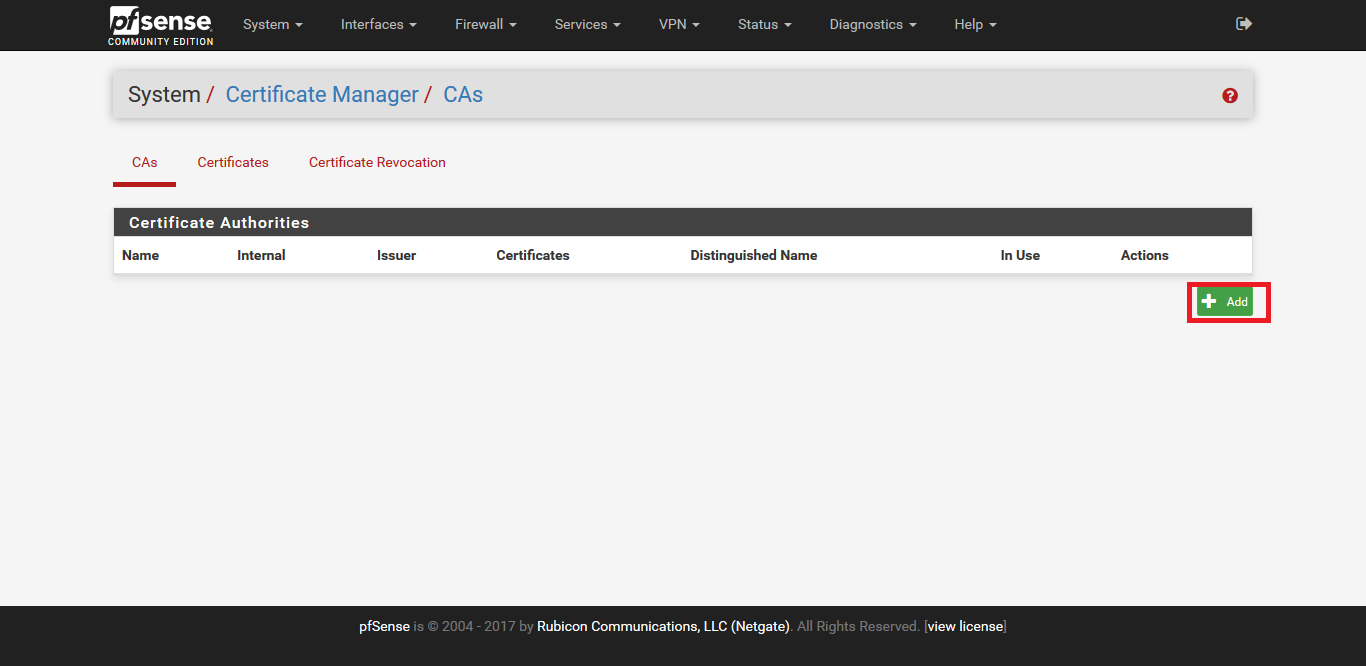 pfsense
COMMUNITY EDITION
System Interfaces Firewall Services VPN Status Diagnostics Help
System / Certificate Manager / CAs
CAs Certificates Certificate Revocation
Certificate Authorities
Name Internal Issuer Certificates Distinguished Name In Use Actions
Add
pfSense is © 2004 - 2017 by Rubicon Communications, LLC (Netgate). All Rights Reserved. [view license]